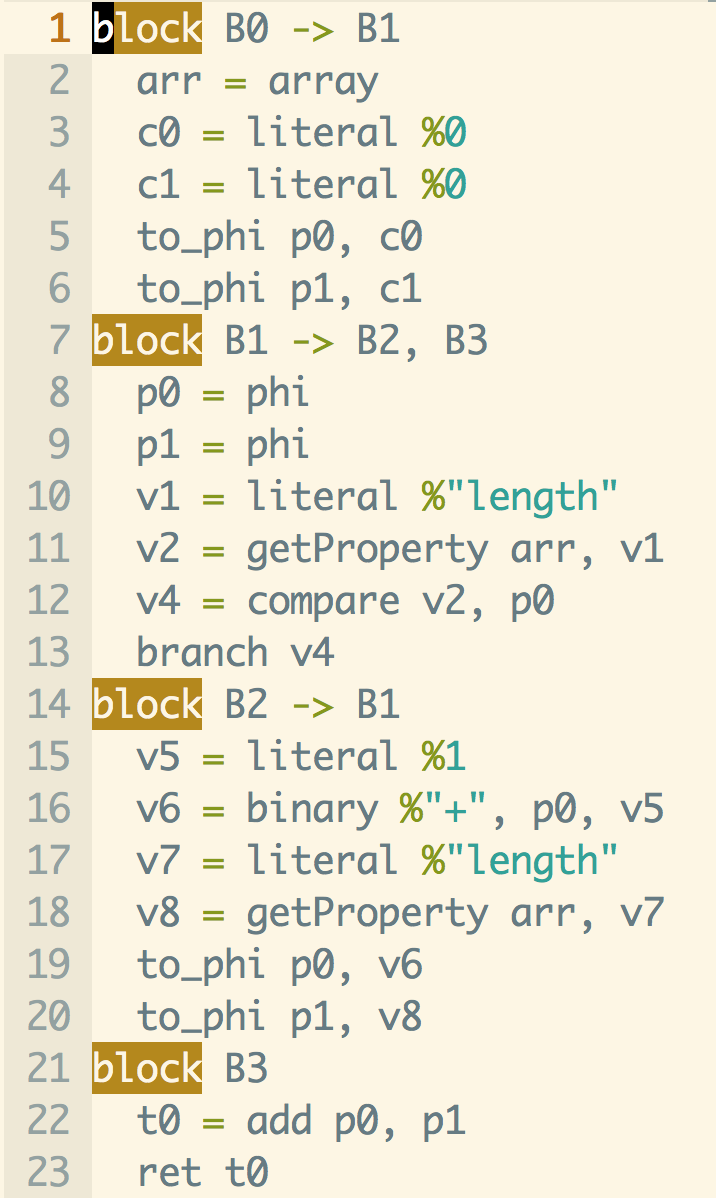 1 block B0 -> B1
2   arr = array
3   c0 = literal %0
4   c1 = literal %0
5   to_phi p0, c0
6   to_phi p1, c1
7 block B1 -> B2, B3
8   p0 = phi
9   p1 = phi
10   v1 = literal %"length"
11   v2 = getProperty arr, v1
12   v4 = compare v2, p0
13   branch v4
14 block B2 -> B1
15   v5 = literal %1
16   v6 = binary %"+", p0, v5
17   v7 = literal %"length"
18   v8 = getProperty arr, v7
19   to_phi p0, v6
20   to_phi p1, v8
21 block B3
22   t0 = add p0, p1
23   ret t0